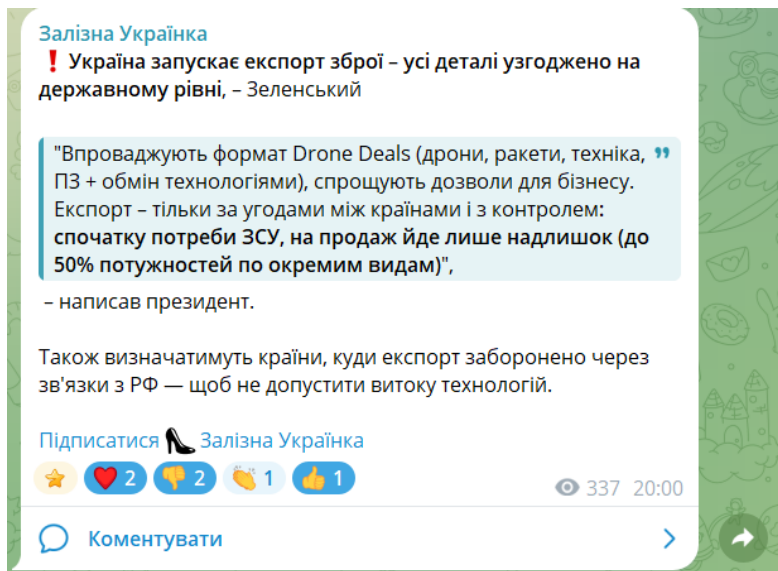 Залізна Українка
❗ Україна запускає експорт зброї – усі деталі узгоджено на
державному рівні, – Зеленський
"Впроваджують формат Drone Deals (дрони, ракети, техніка,
ПЗ + обмін технологіями), спрощують дозволи для бізнесу.
Експорт – тільки за угодами між країнами і з контролем:
спочатку потреби ЗСУ, на продаж йде лише надлишок (до
50% потужностей по окремим видам)",
– написав президент.
Також визначатимуть країни, куди експорт заборонено через
зв'язки з РФ — щоб не допустити витоку технологій.
Підписатися 👠 Залізна Українка
⭐ ❤️ 2 👎 2 👏 1 👍 1
337 20:00
Коментувати